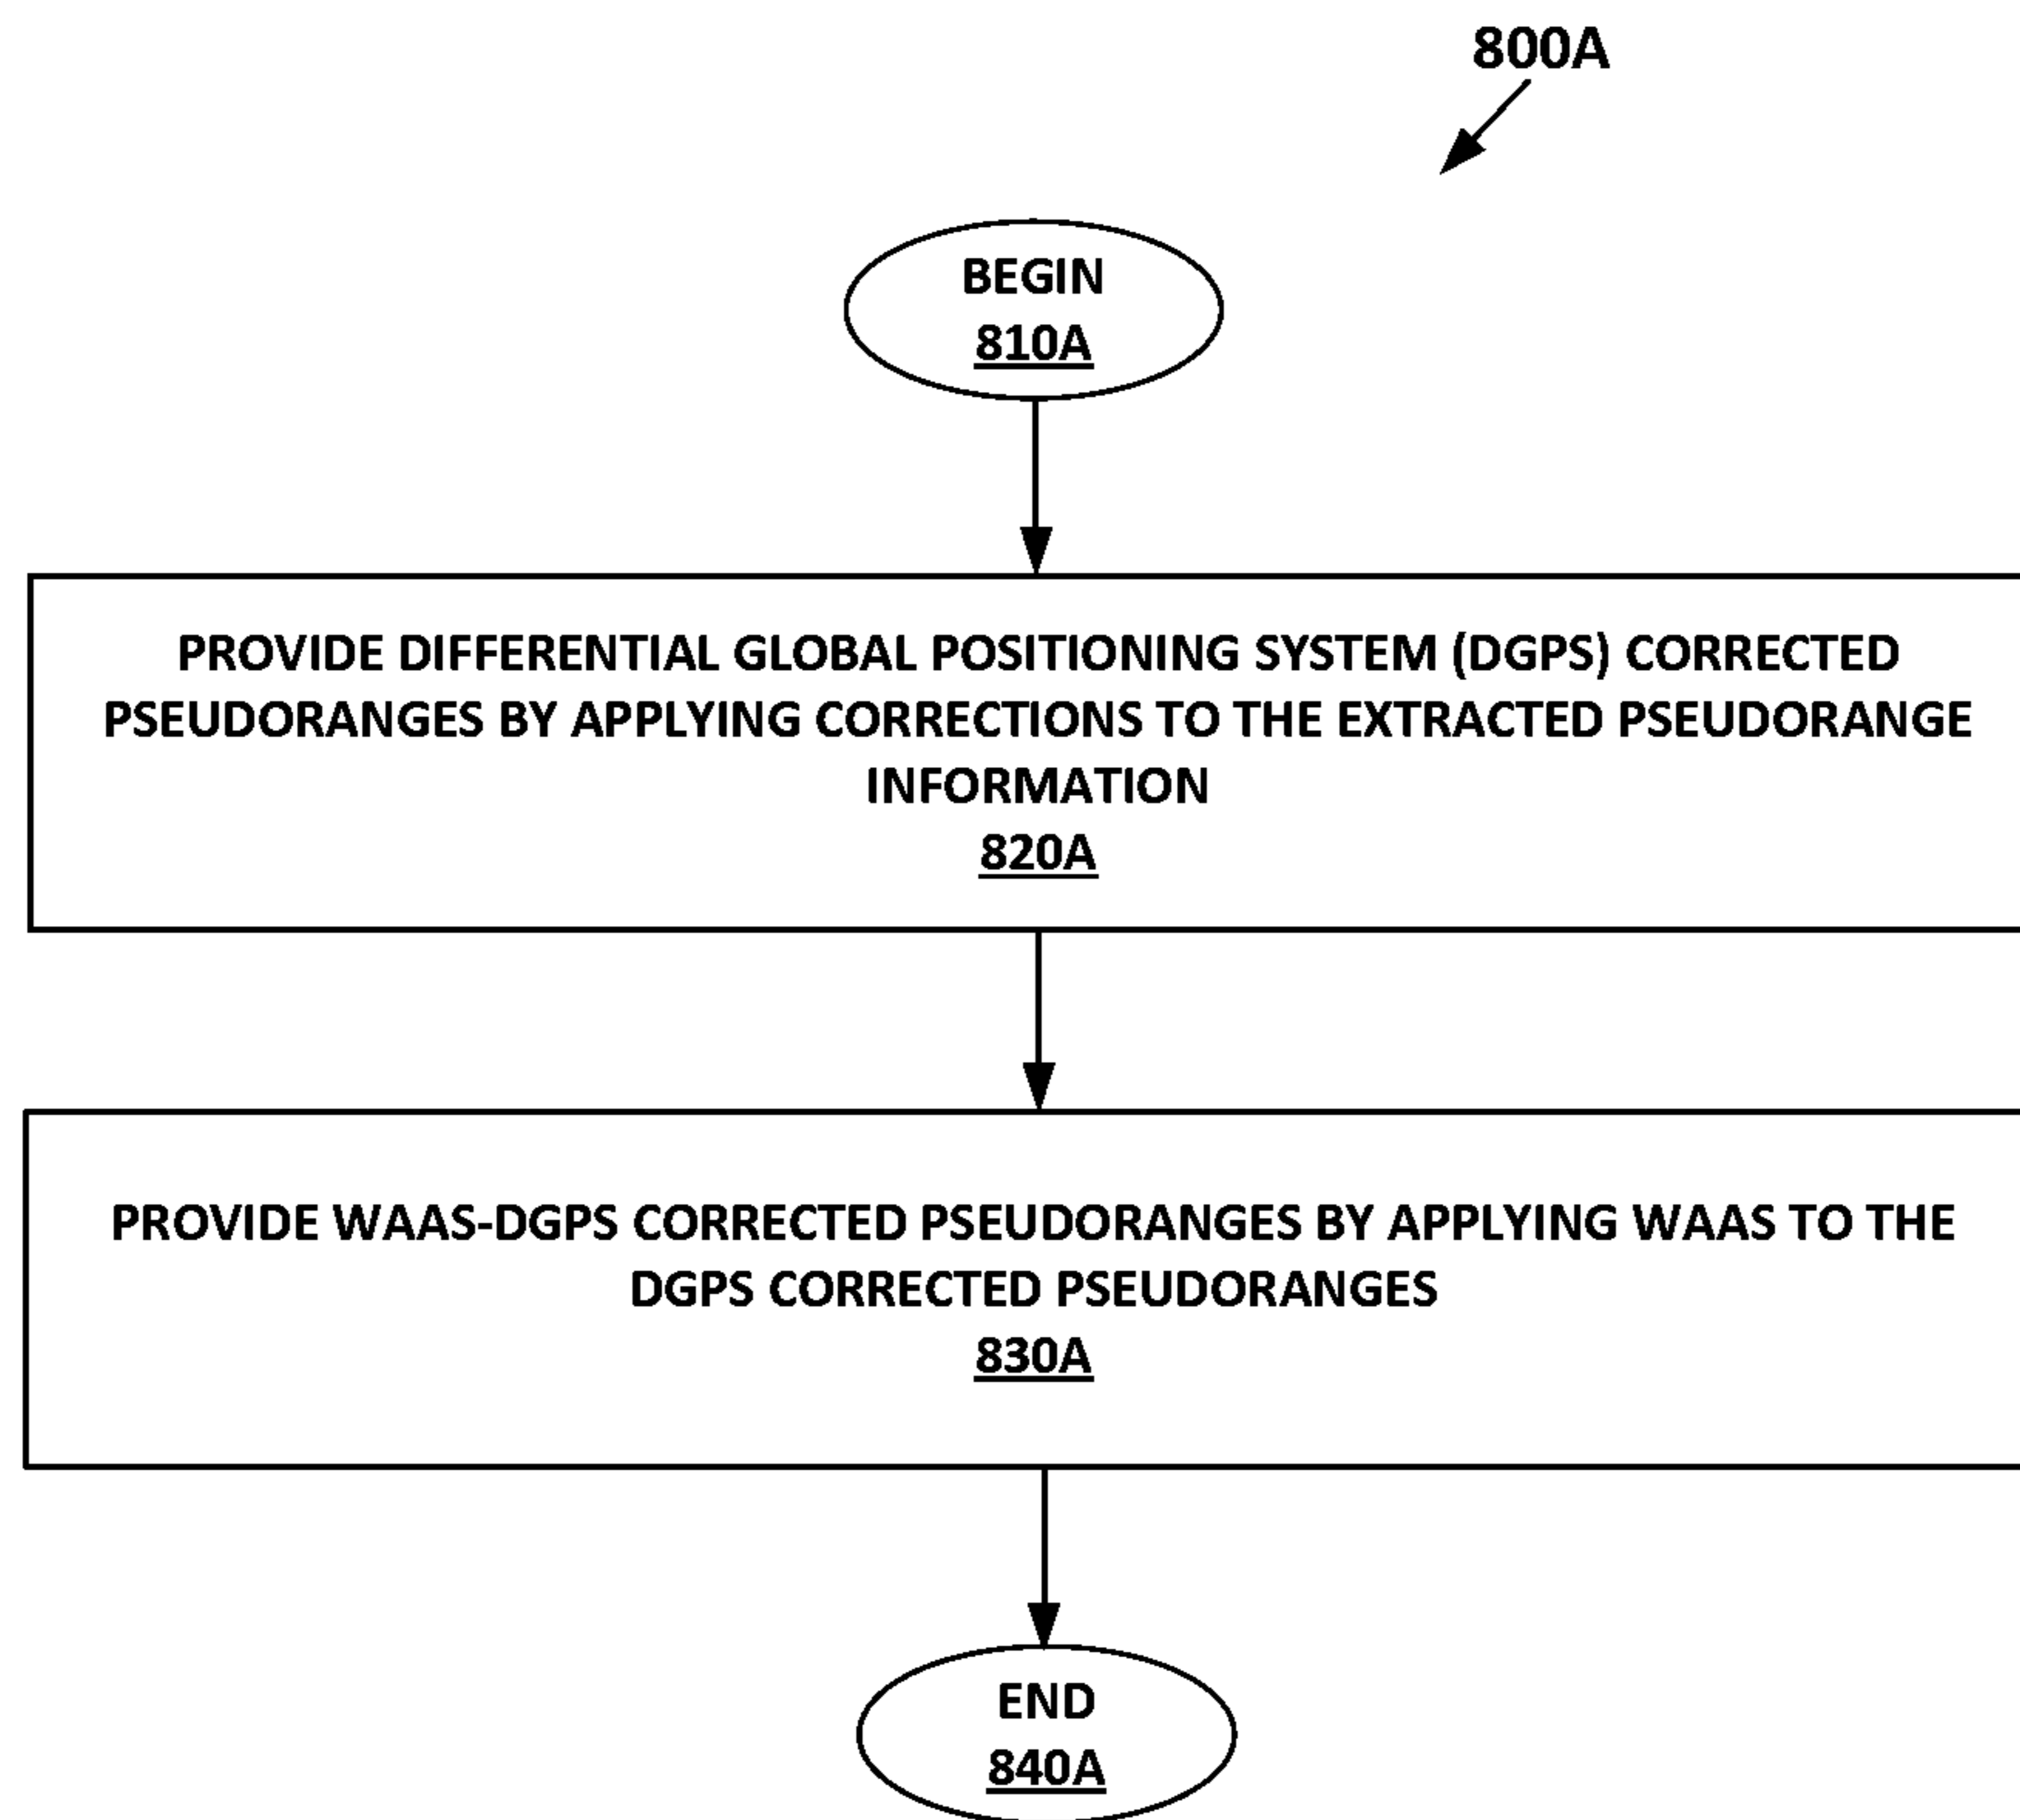 800A
BEGIN
810A
PROVIDE DIFFERENTIAL GLOBAL POSITIONING SYSTEM (DGPS) CORRECTED
PSEUDORANGES BY APPLYING CORRECTIONS TO THE EXTRACTED PSEUDORANGE
INFORMATION
820A
PROVIDE WAAS-DGPS CORRECTED PSEUDORANGES BY APPLYING WAAS TO THE
DGPS CORRECTED PSEUDORANGES
830A
END
840A